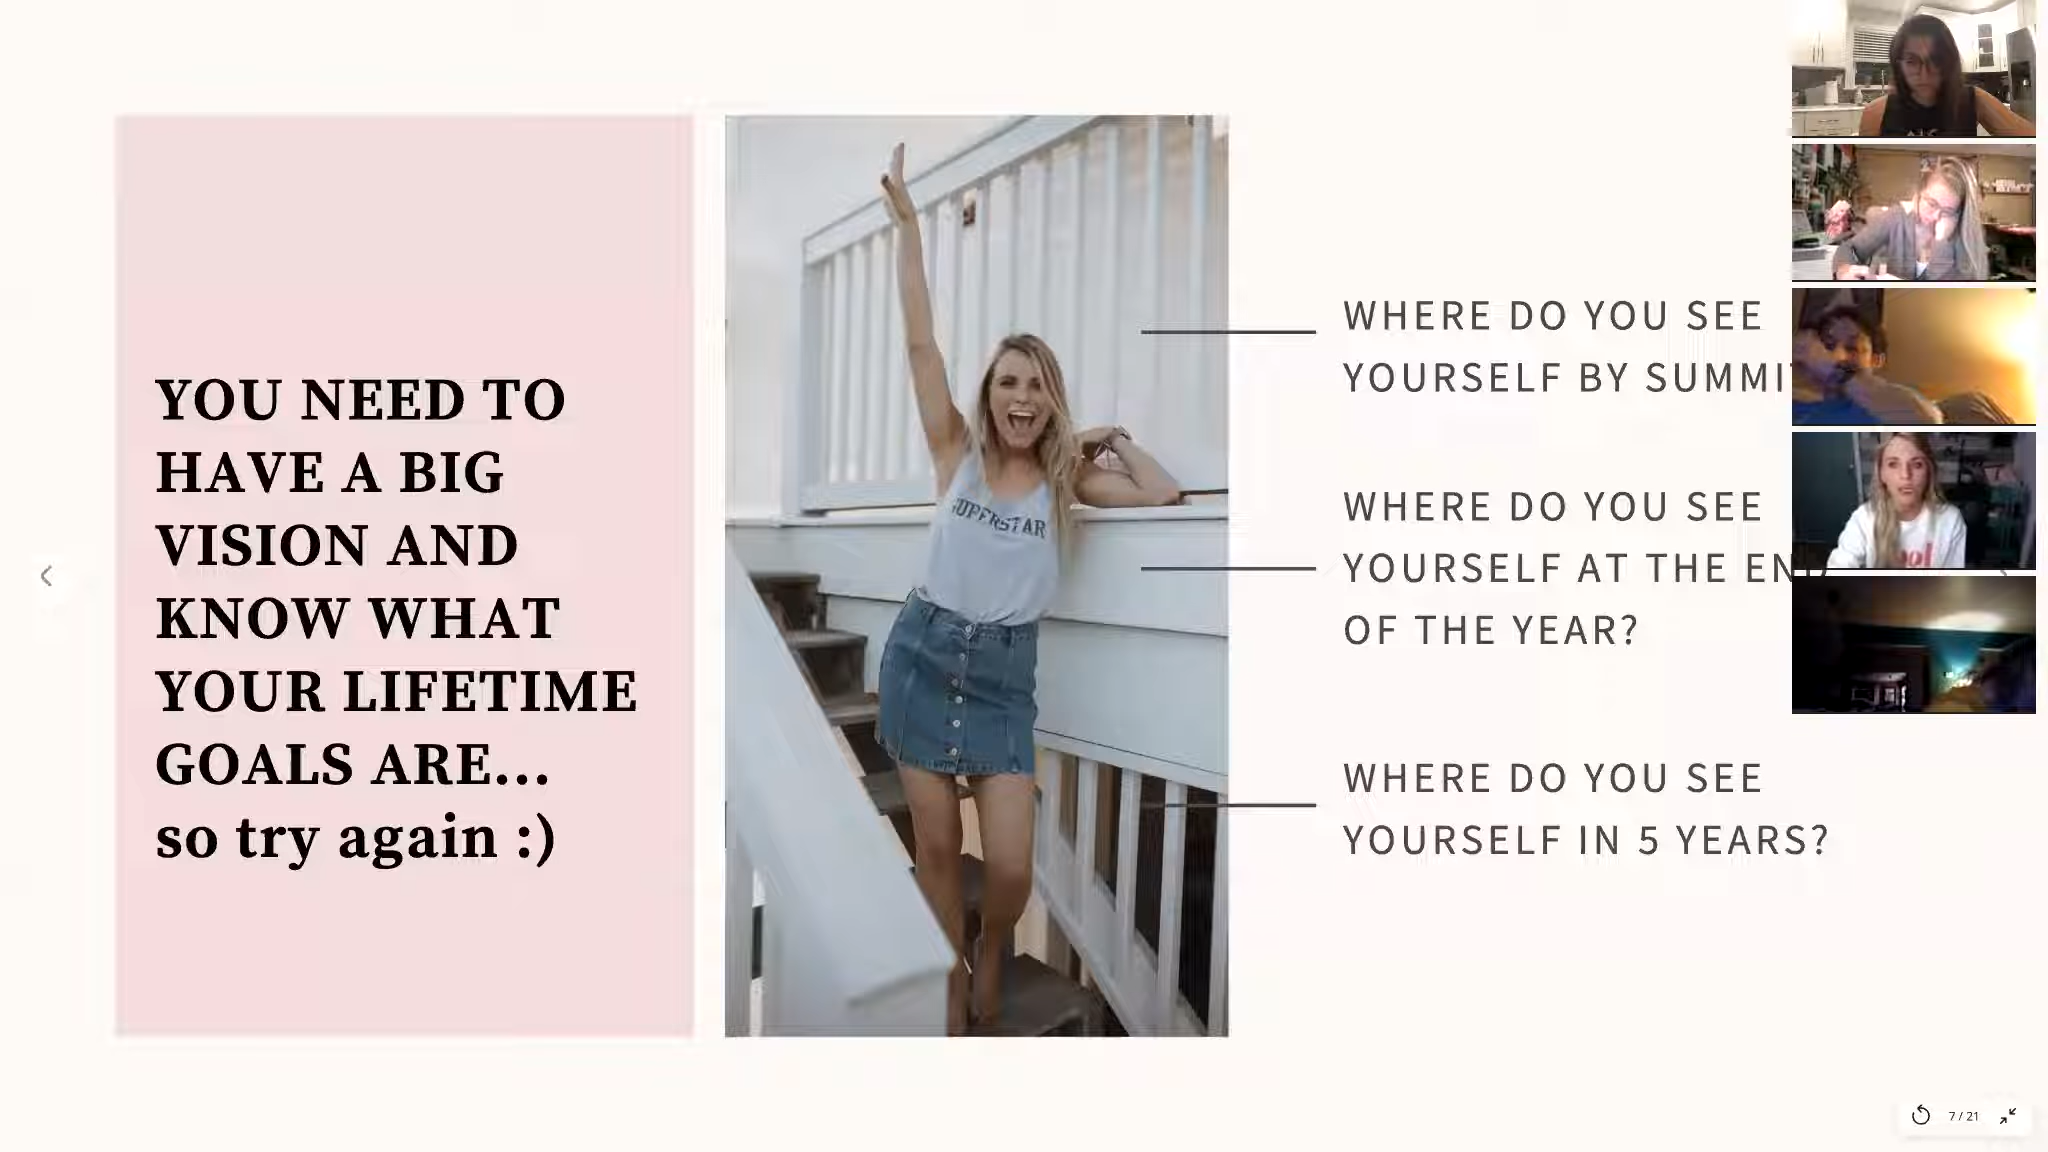 YOU NEED TO
HAVE A BIG
VISION AND
KNOW WHAT
YOUR LIFETIME
GOALS ARE...
so try again :)
SUPERSTAR
WHERE DO YOU SEE
YOURSELF BY SUMMI
WHERE DO YOU SEE
YOURSELF AT THE END
OF THE YEAR?
WHERE DO YOU SEE
YOURSELF IN 5 YEARS?
7 / 21